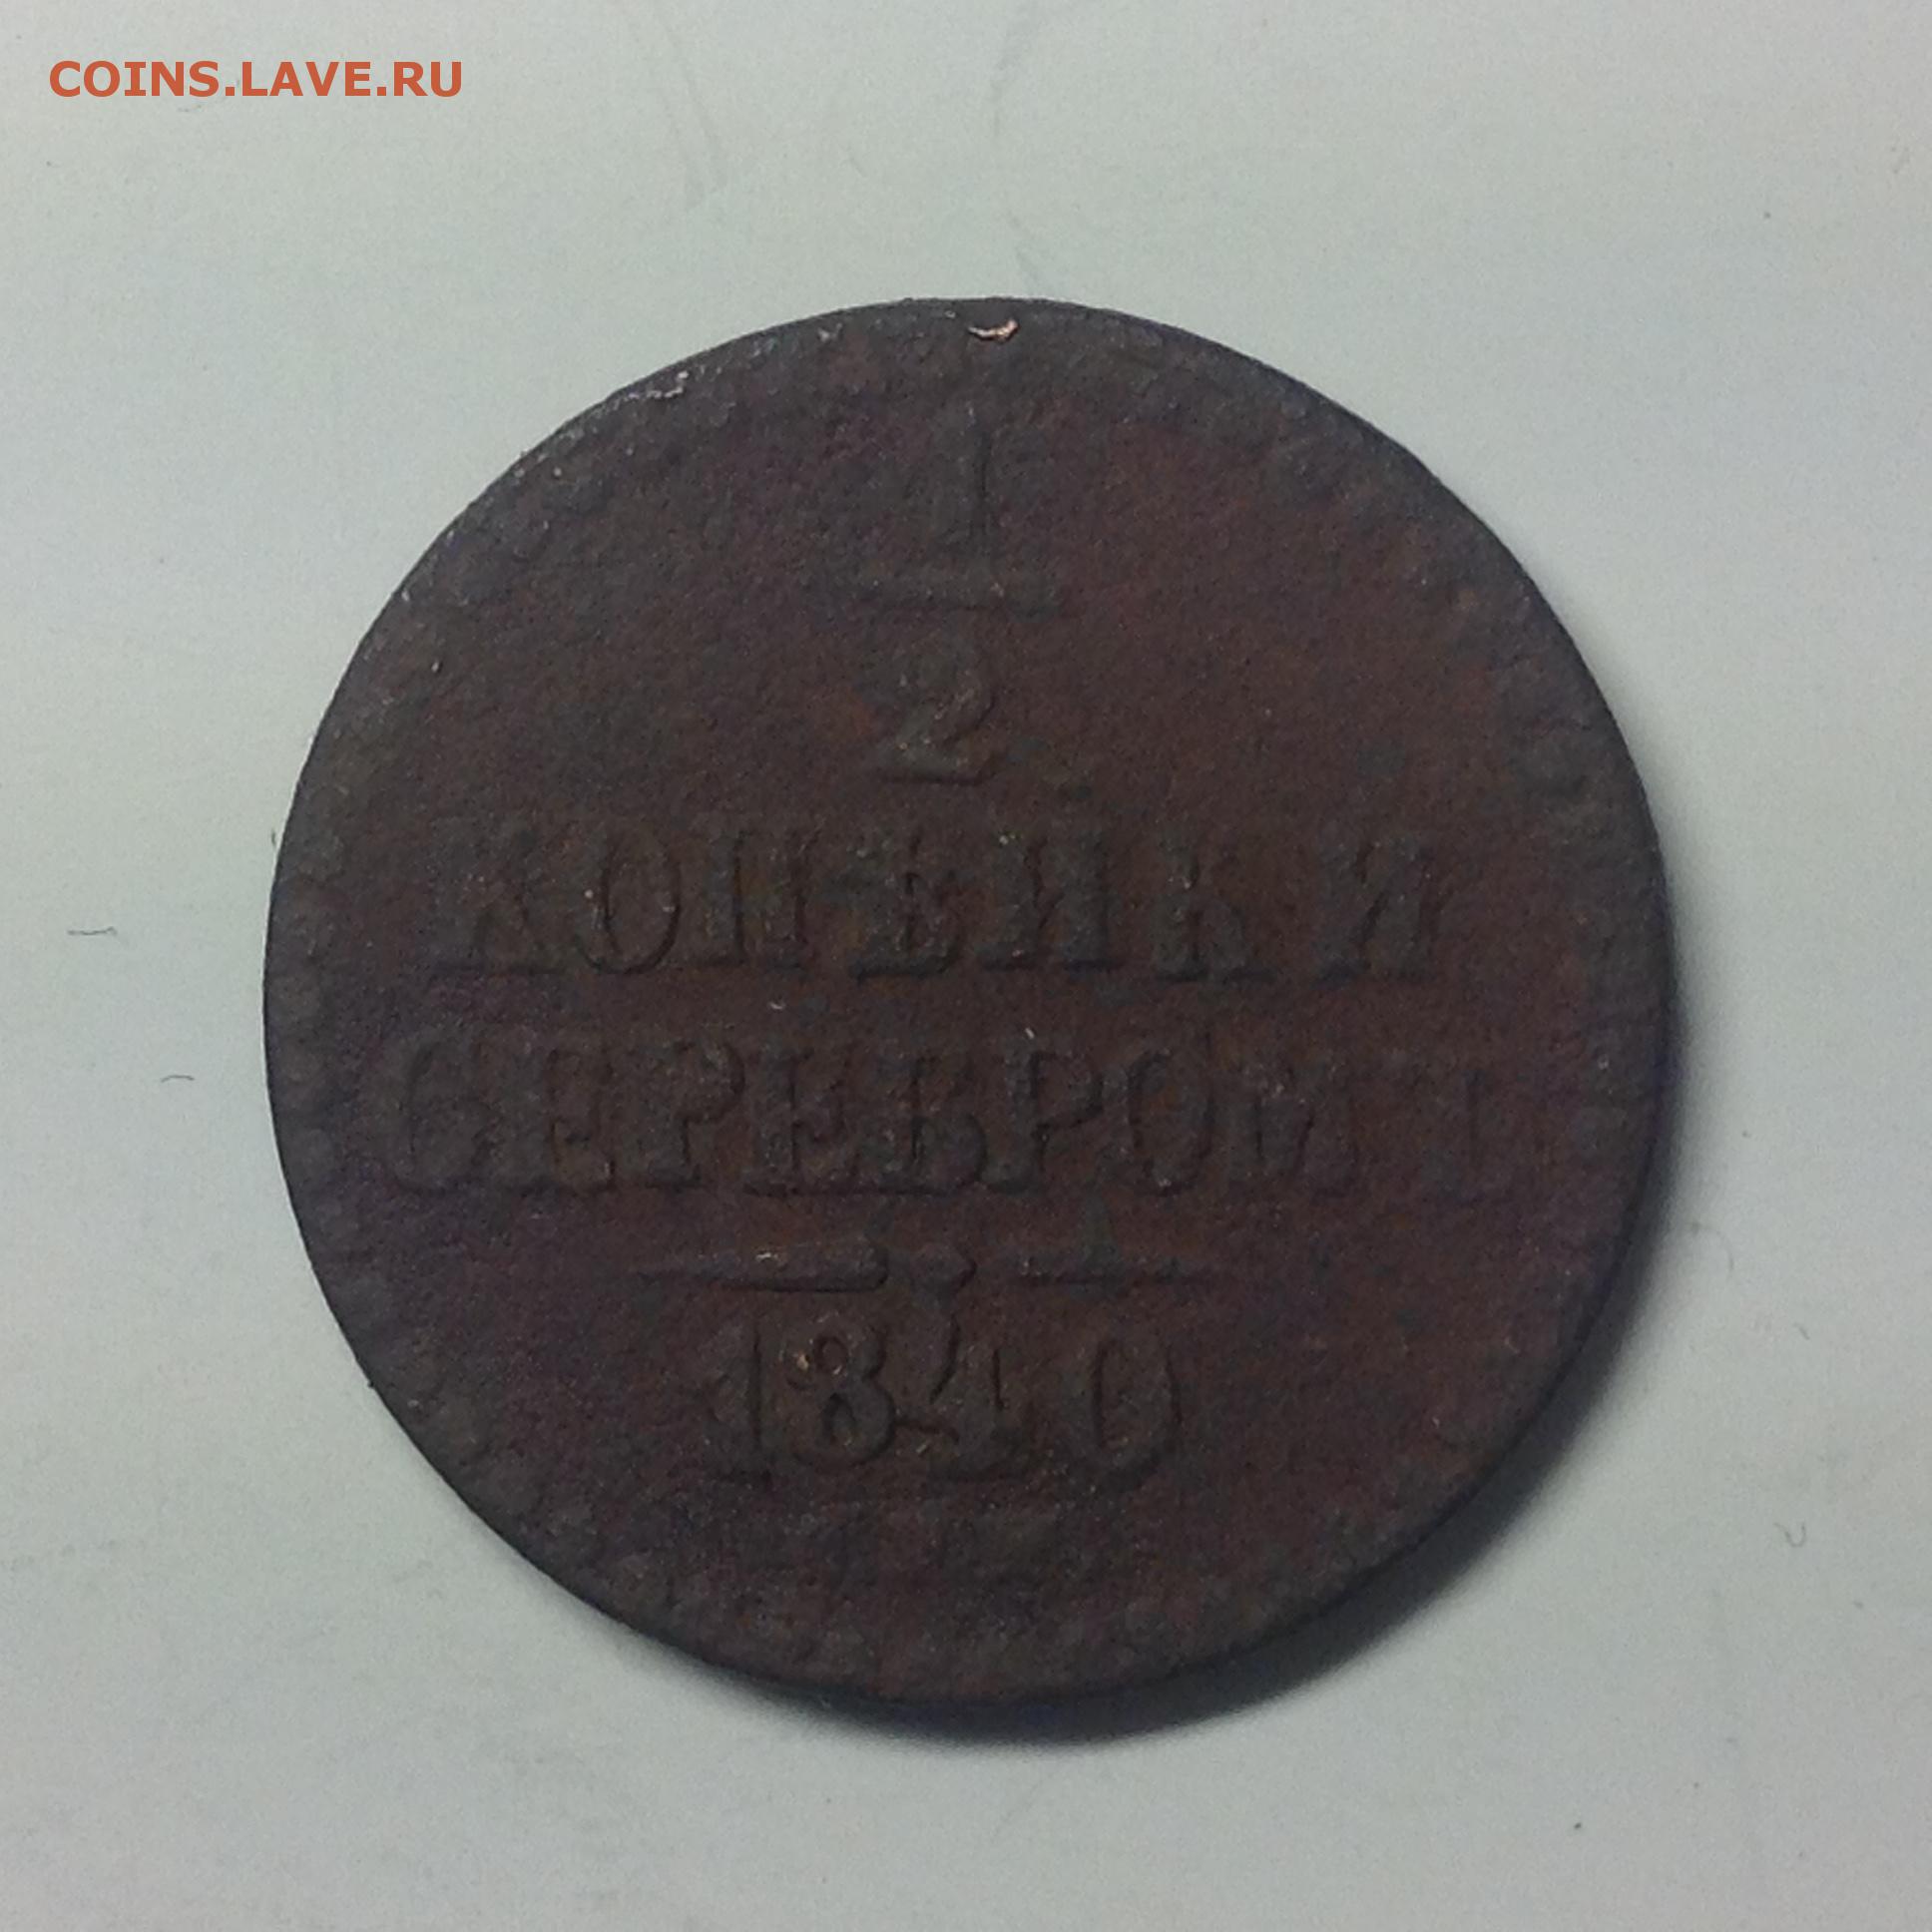 COINS.LAVE.RU
1
2
КОПѢЙКИ
СЕРЕБРОМЪ
1840